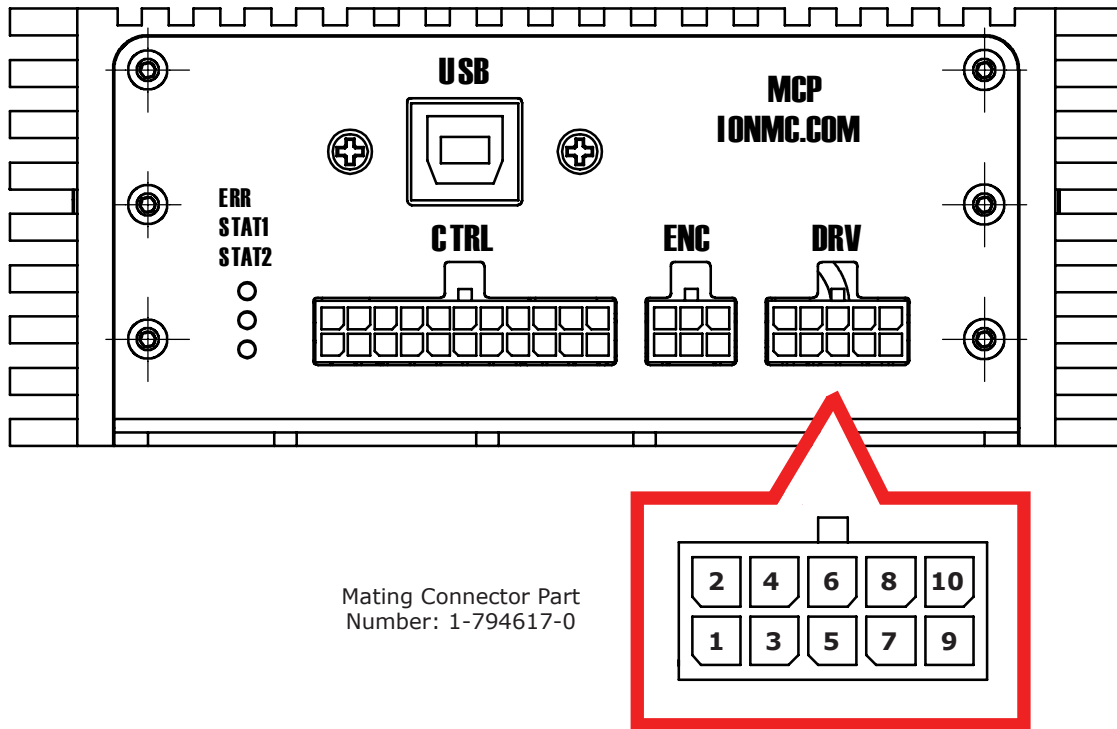 USB
MCP
IONMC.COM
ERR
STAT1
STAT2
CTRL
ENC
DRV
Mating Connector Part
Number: 1-794617-0
2 4 6 8 10
1 3 5 7 9